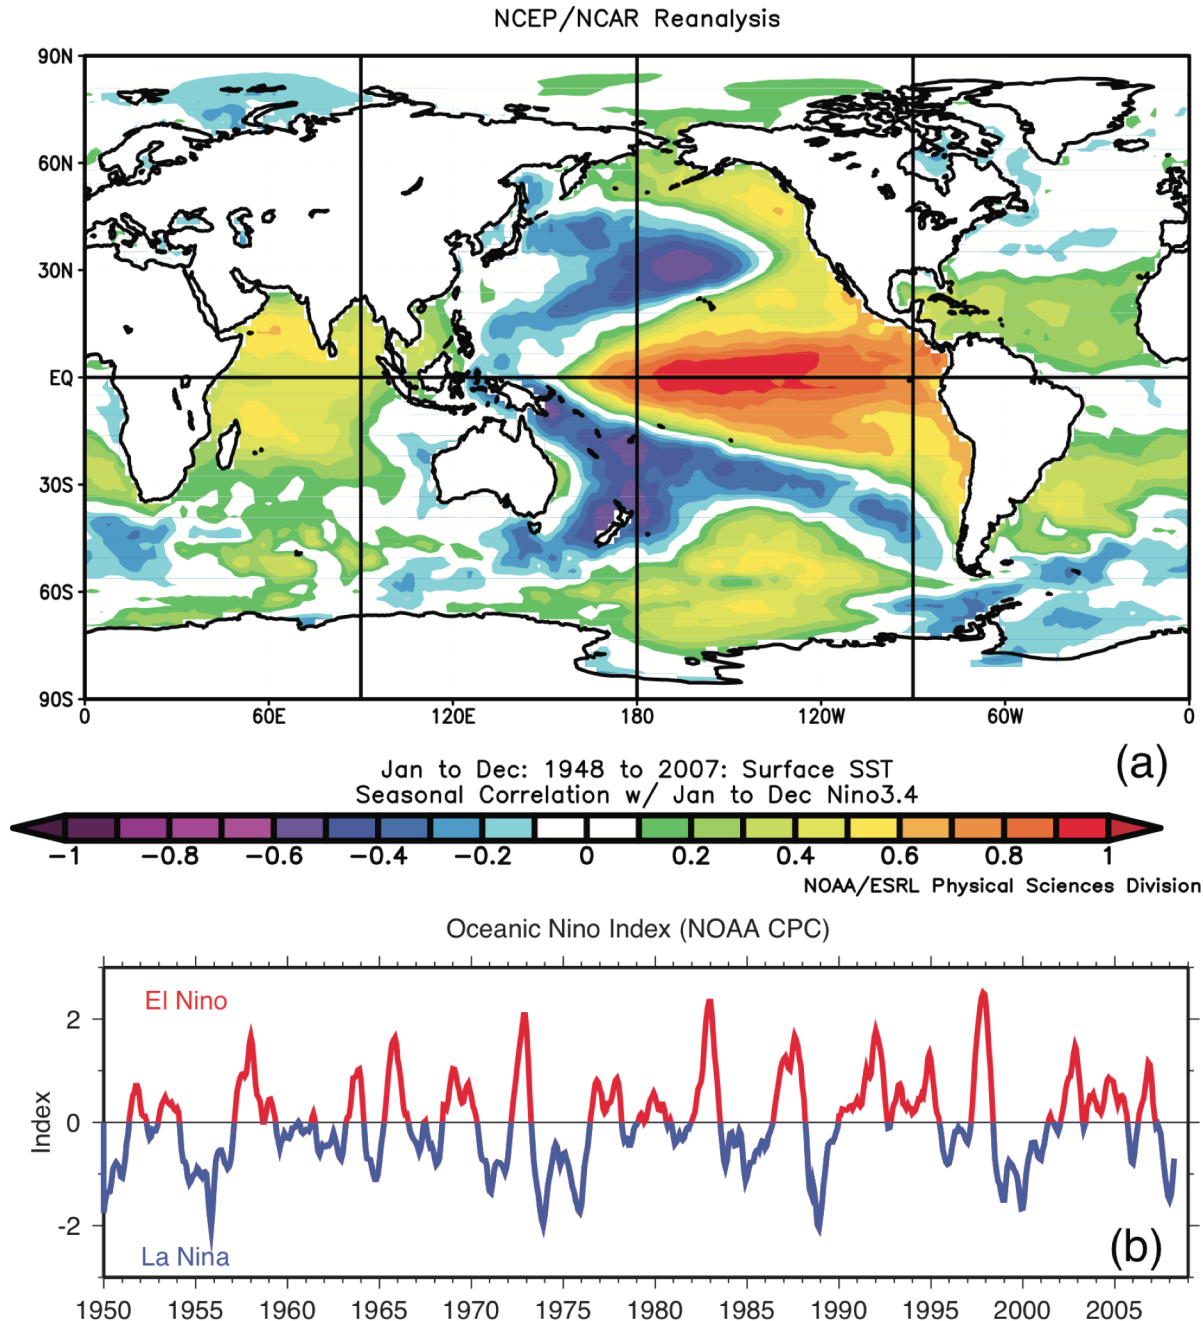 NCEP/NCAR Reanalysis
90N
60N
30N
EQ
30S
60S
90S
0 60E 120E 180 120W 60W 0
(a)
Jan to Dec: 1948 to 2007: Surface SST
Seasonal Correlation w/ Jan to Dec Nino3.4
-1 -0.8 -0.6 -0.4 -0.2 0 0.2 0.4 0.6 0.8 1
NOAA/ESRL Physical Sciences Division
Oceanic Nino Index (NOAA CPC)
El Nino
2
0
-2
Index
La Nina
(b)
1950 1955 1960 1965 1970 1975 1980 1985 1990 1995 2000 2005